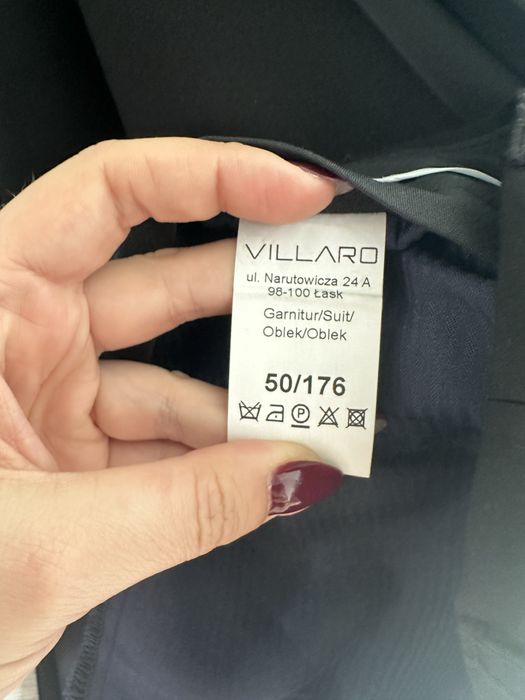 VILLARO
ul. Narutowicza 24 A
98-100 Łask
Garnitur/Suit/
Oblek/Oblek
50/176
P